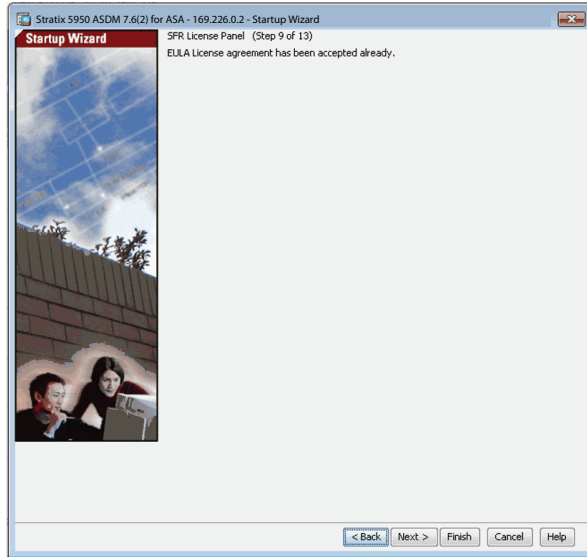 Stratix 5950 ASDM 7.6(2) for ASA - 169.226.0.2 - Startup Wizard
Startup Wizard
SFR License Panel (Step 9 of 13)
EULA License agreement has been accepted already.
< Back Next > Finish Cancel Help